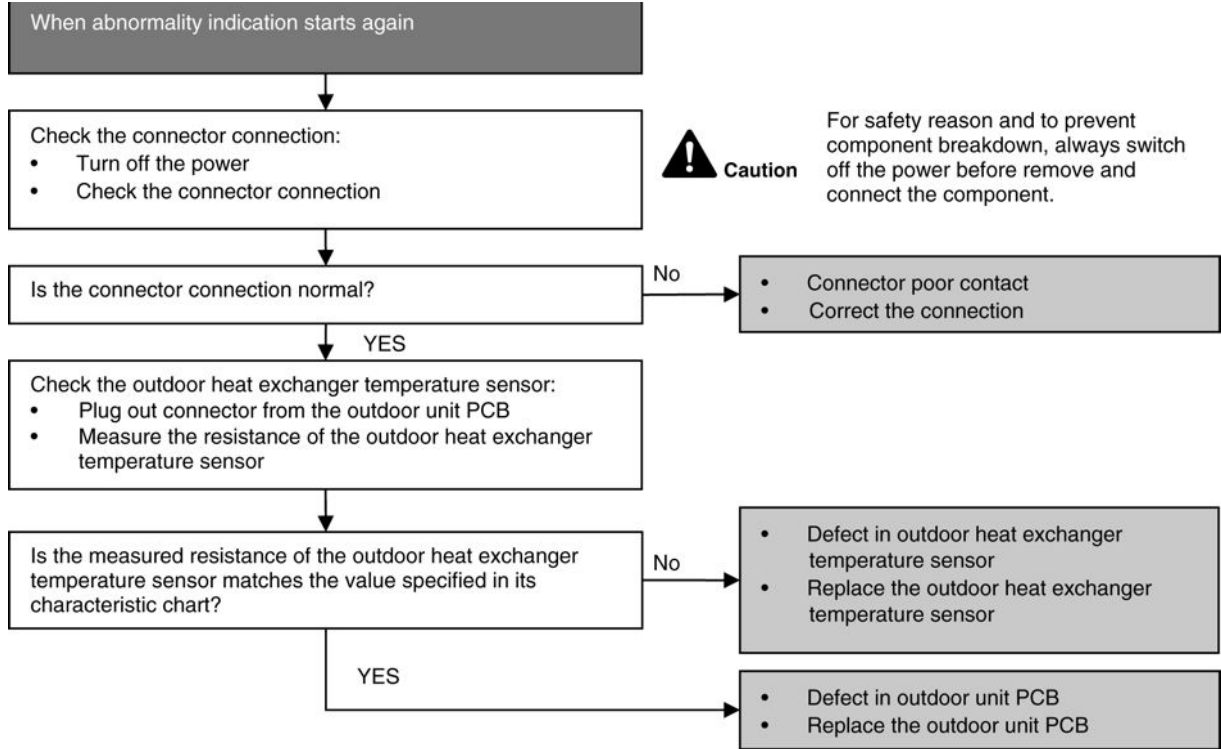 When abnormality indication starts again
Check the connector connection:
• Turn off the power
• Check the connector connection
Caution
For safety reason and to prevent
component breakdown, always switch
off the power before remove and
connect the component.
Is the connector connection normal?
No
• Connector poor contact
• Correct the connection
YES
Check the outdoor heat exchanger temperature sensor:
• Plug out connector from the outdoor unit PCB
• Measure the resistance of the outdoor heat exchanger
temperature sensor
Is the measured resistance of the outdoor heat exchanger
temperature sensor matches the value specified in its
characteristic chart?
No
• Defect in outdoor heat exchanger
temperature sensor
• Replace the outdoor heat exchanger
temperature sensor
YES
• Defect in outdoor unit PCB
• Replace the outdoor unit PCB